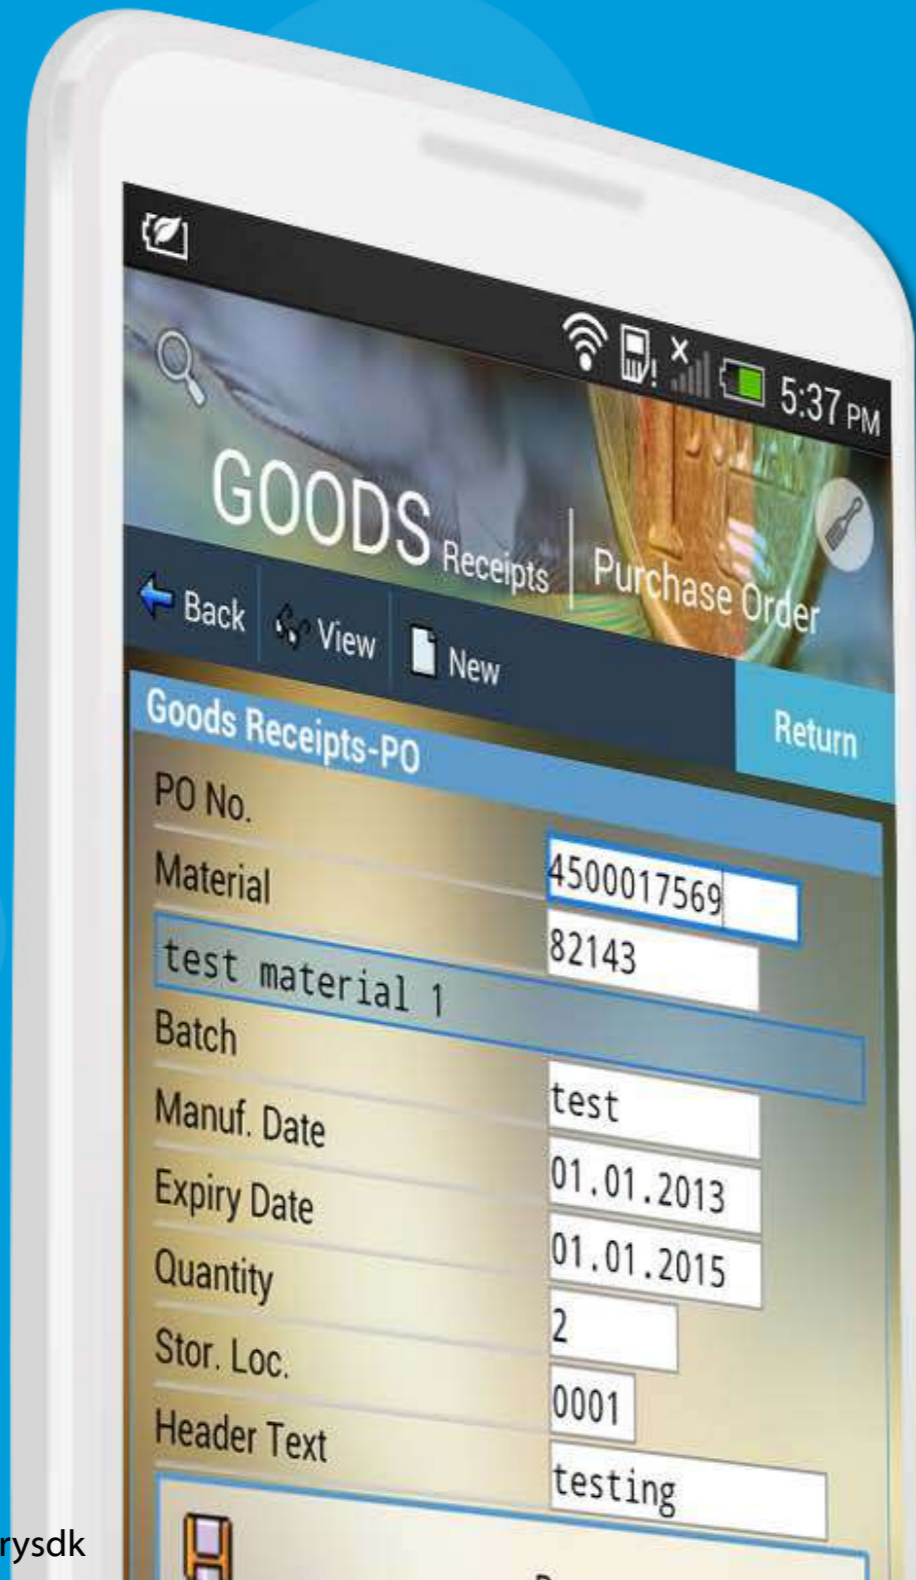 5:37 PM
GOODS Receipts | Purchase Order
Back View New Return
Goods Receipts-PO
PO No. 4500017569
Material 82143
test material 1
Batch test
Manuf. Date 01.01.2013
Expiry Date 01.01.2015
Quantity 2
Stor. Loc. 0001
Header Text testing
rysdk